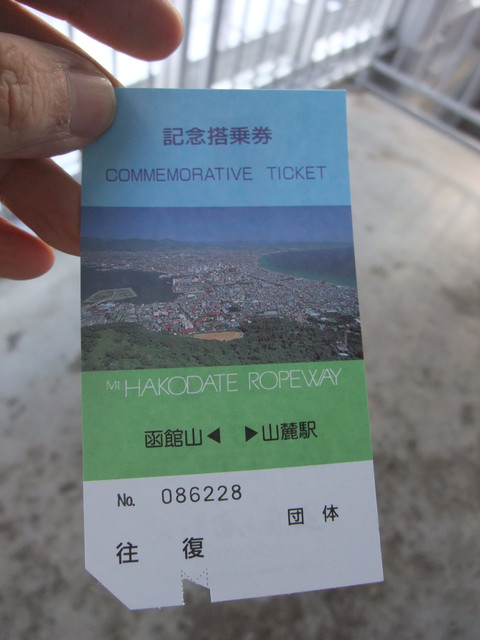 記念搭乗券
COMMEMORATIVE TICKET
Mt. HAKODATE ROPEWAY
函館山◀ ▶山麓駅
No. 086228
団体
往復